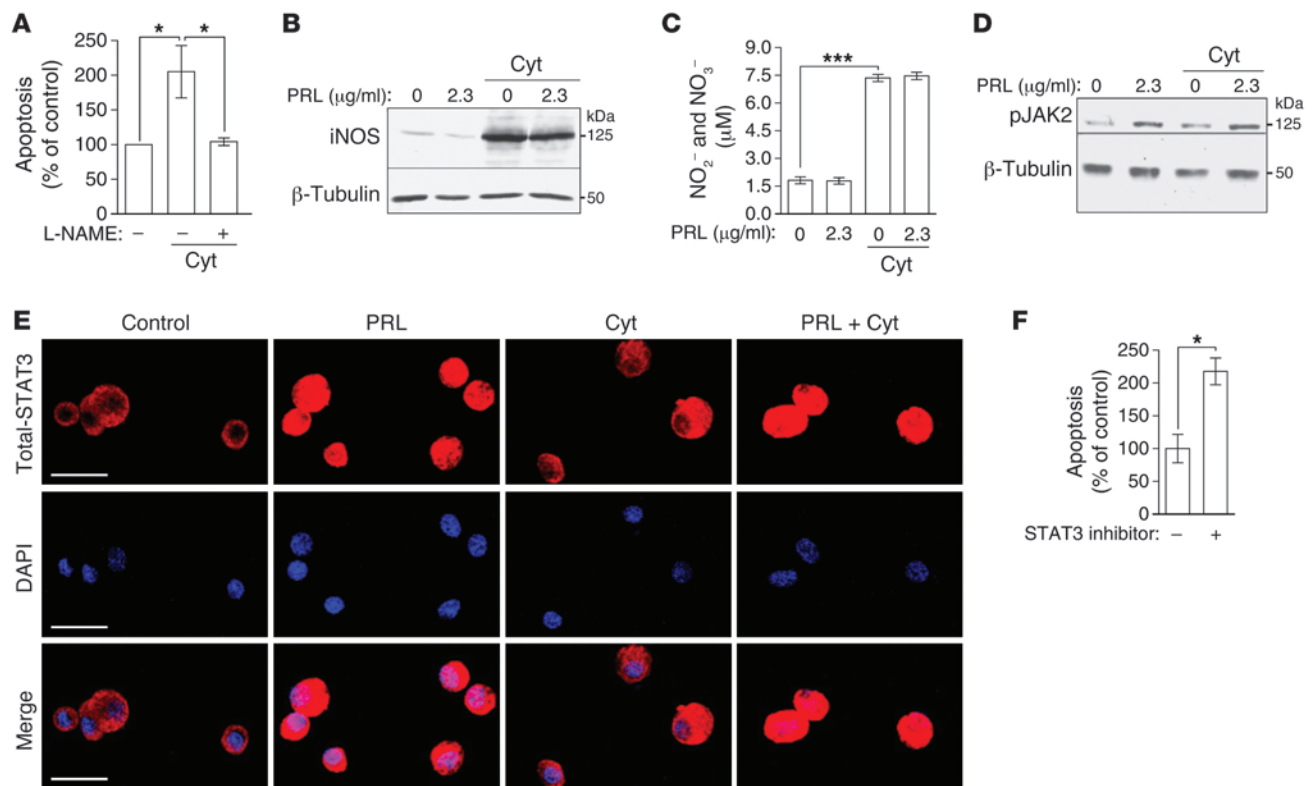 A
* *
250
200
150
100
50
0
Apoptosis
(% of control)
L-NAME: – – +
Cyt
B
Cyt
PRL (μg/ml): 0 2.3 0 2.3
kDa
iNOS
125
β-Tubulin
50
C
***
9.0
7.5
6.0
4.5
3.0
1.5
0.0
NO₂⁻ and NO₃⁻
(μM)
PRL (μg/ml): 0 2.3 0 2.3
Cyt
D
Cyt
PRL (μg/ml): 0 2.3 0 2.3
kDa
pJAK2
125
β-Tubulin
50
E
Control PRL Cyt PRL + Cyt
Total-STAT3
DAPI
Merge
F
*
250
200
150
100
50
0
Apoptosis
(% of control)
STAT3 inhibitor: – +